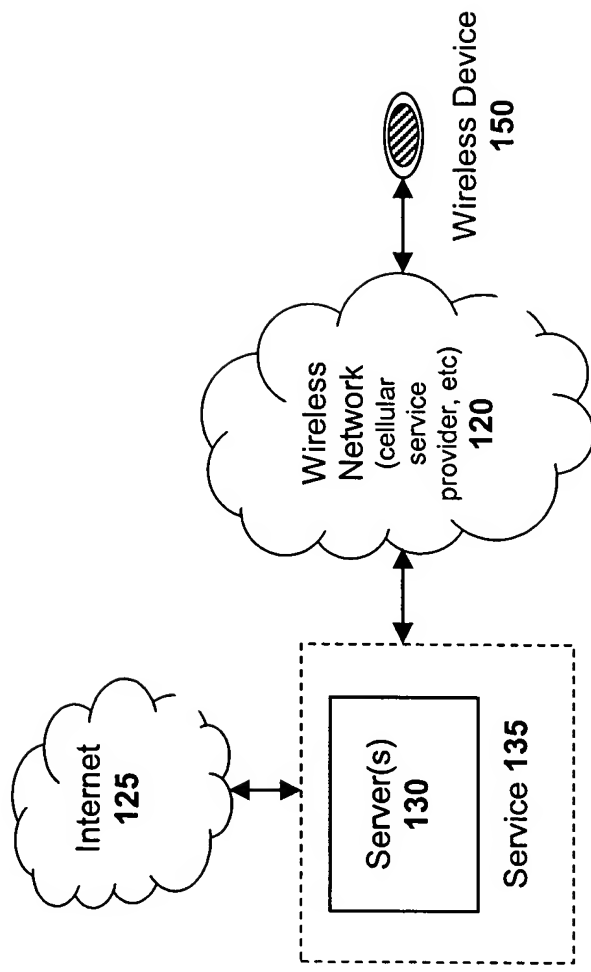 Internet
125
Server(s)
130
Service 135
Wireless
Network
(cellular
service
provider, etc)
120
Wireless Device
150